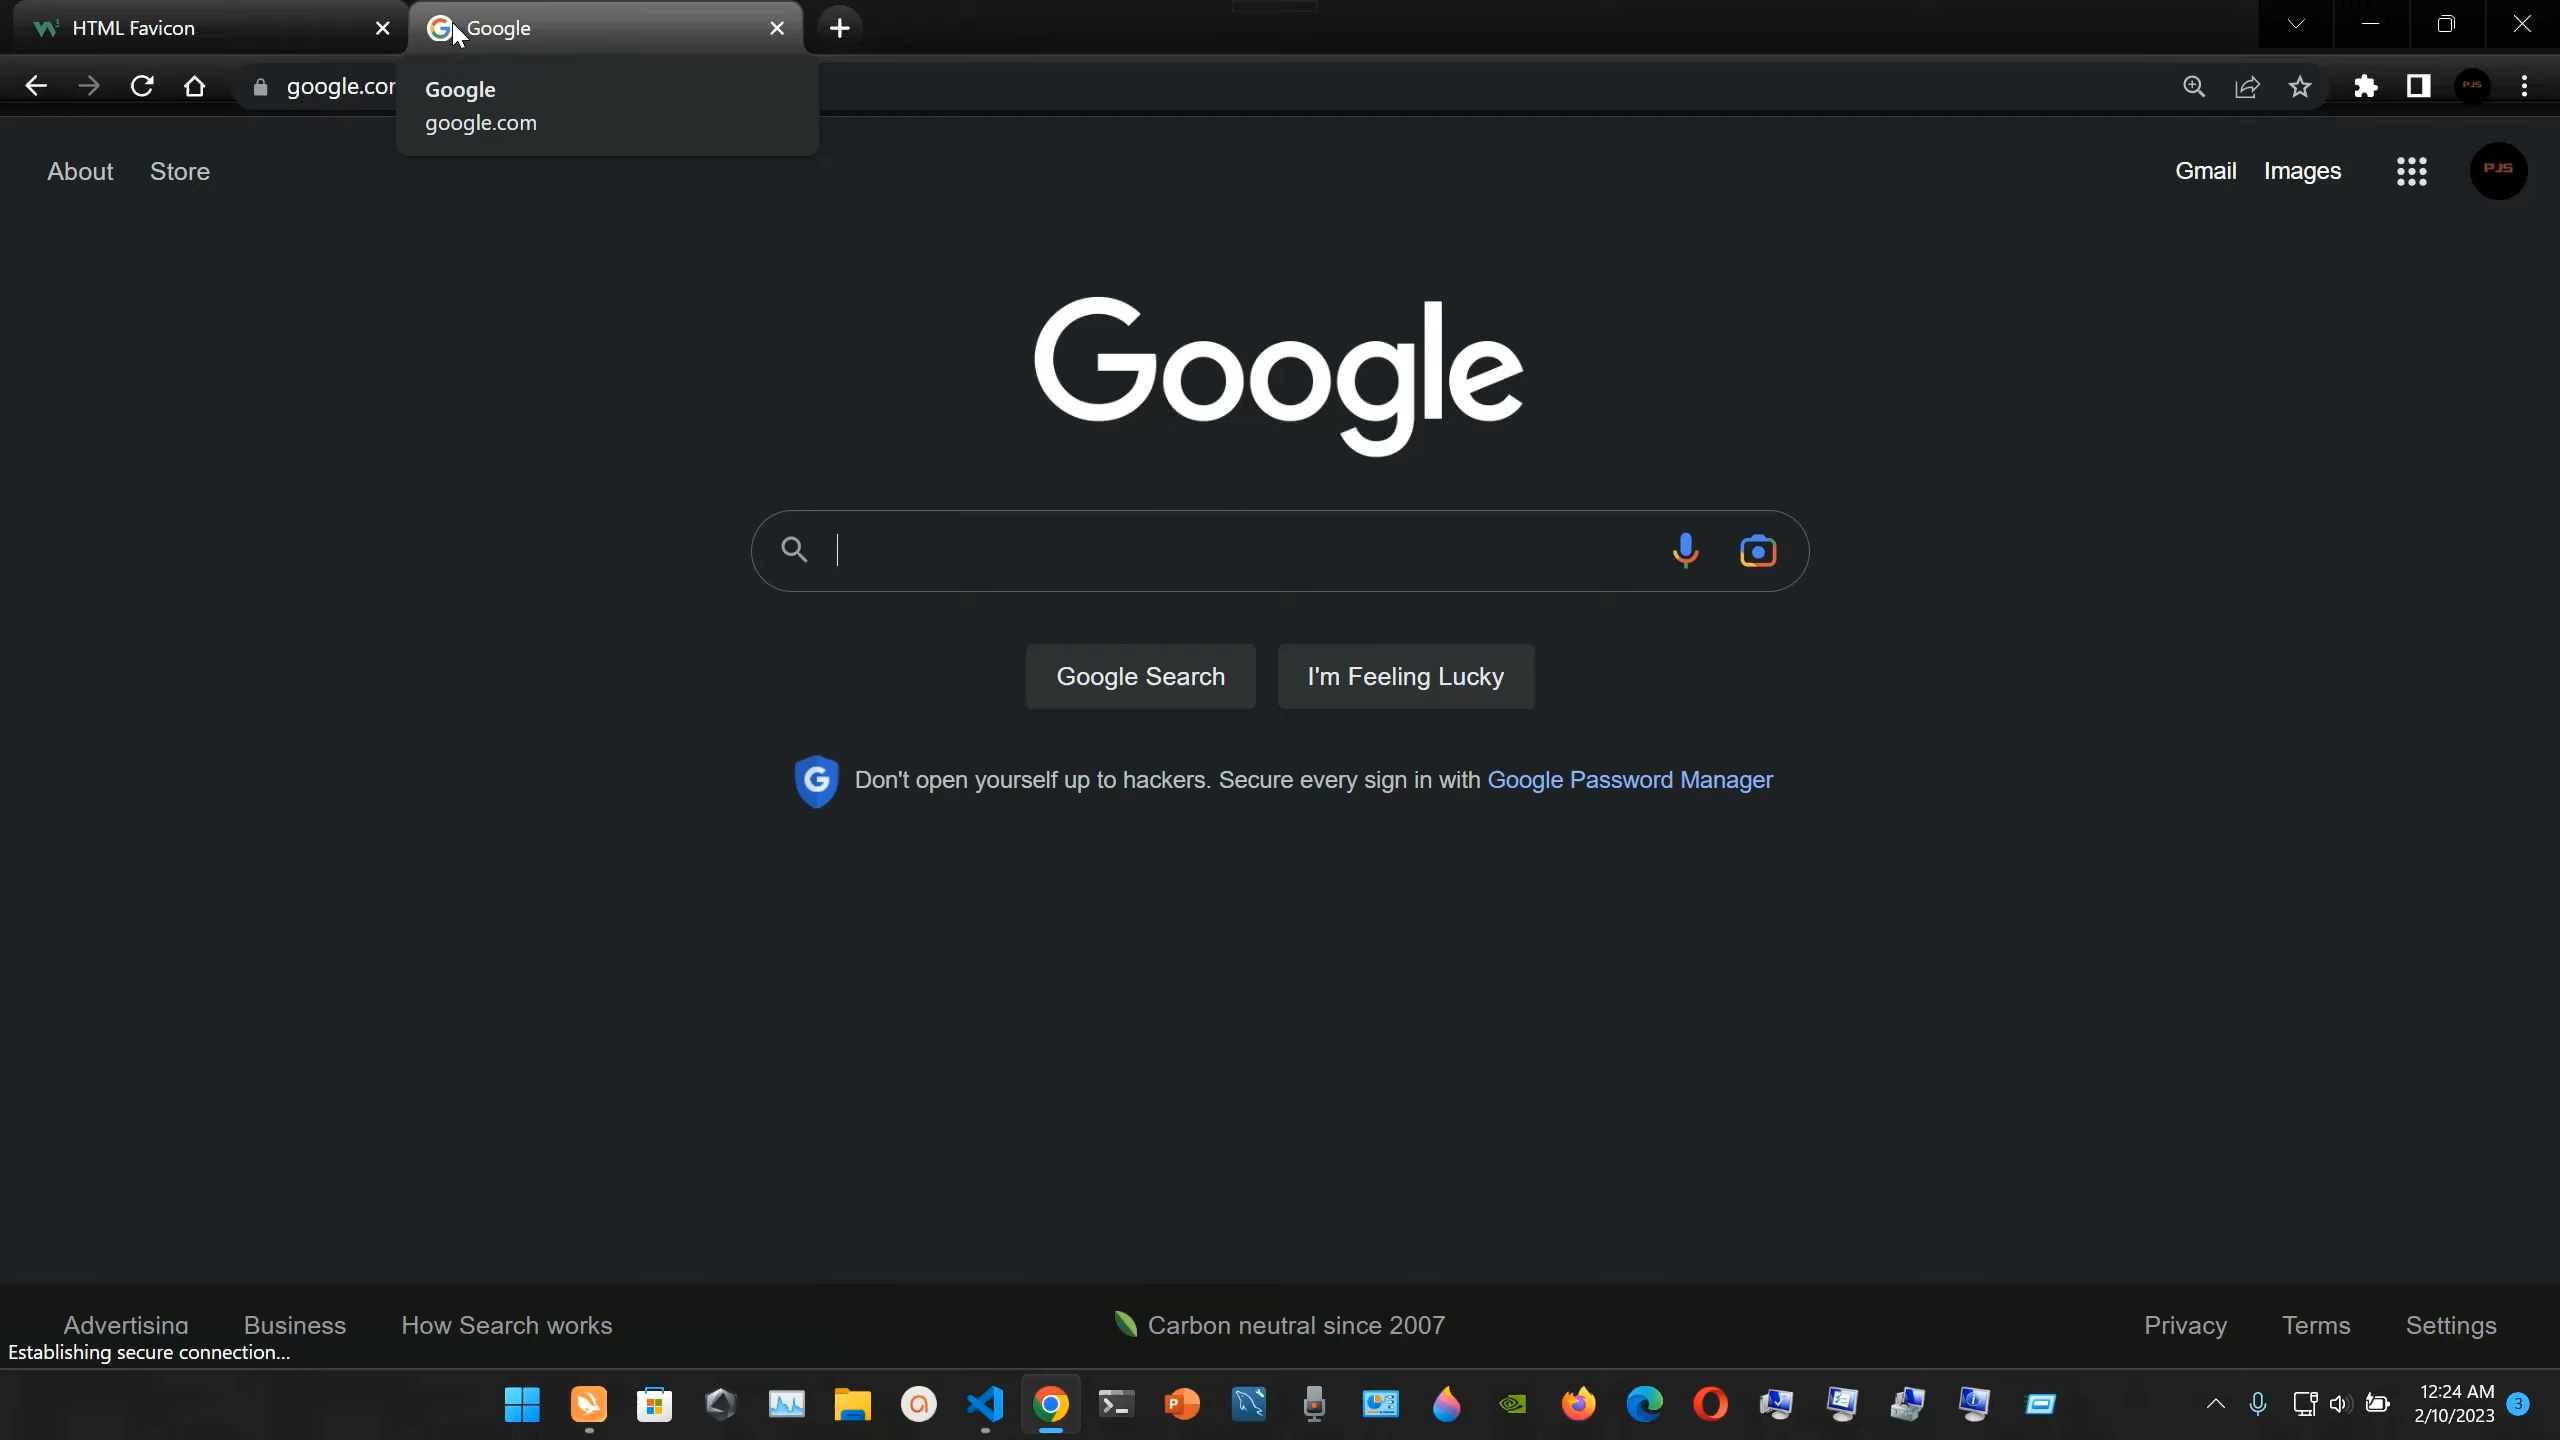 HTML Favicon
Google
google.cor
Google
google.com
About Store
Gmail Images
PJS
Google
Google Search I'm Feeling Lucky
Don't open yourself up to hackers. Secure every sign in with Google Password Manager
Advertising Business How Search works
Carbon neutral since 2007
Privacy Terms Settings
Establishing secure connection...
12:24 AM
2/10/2023
3